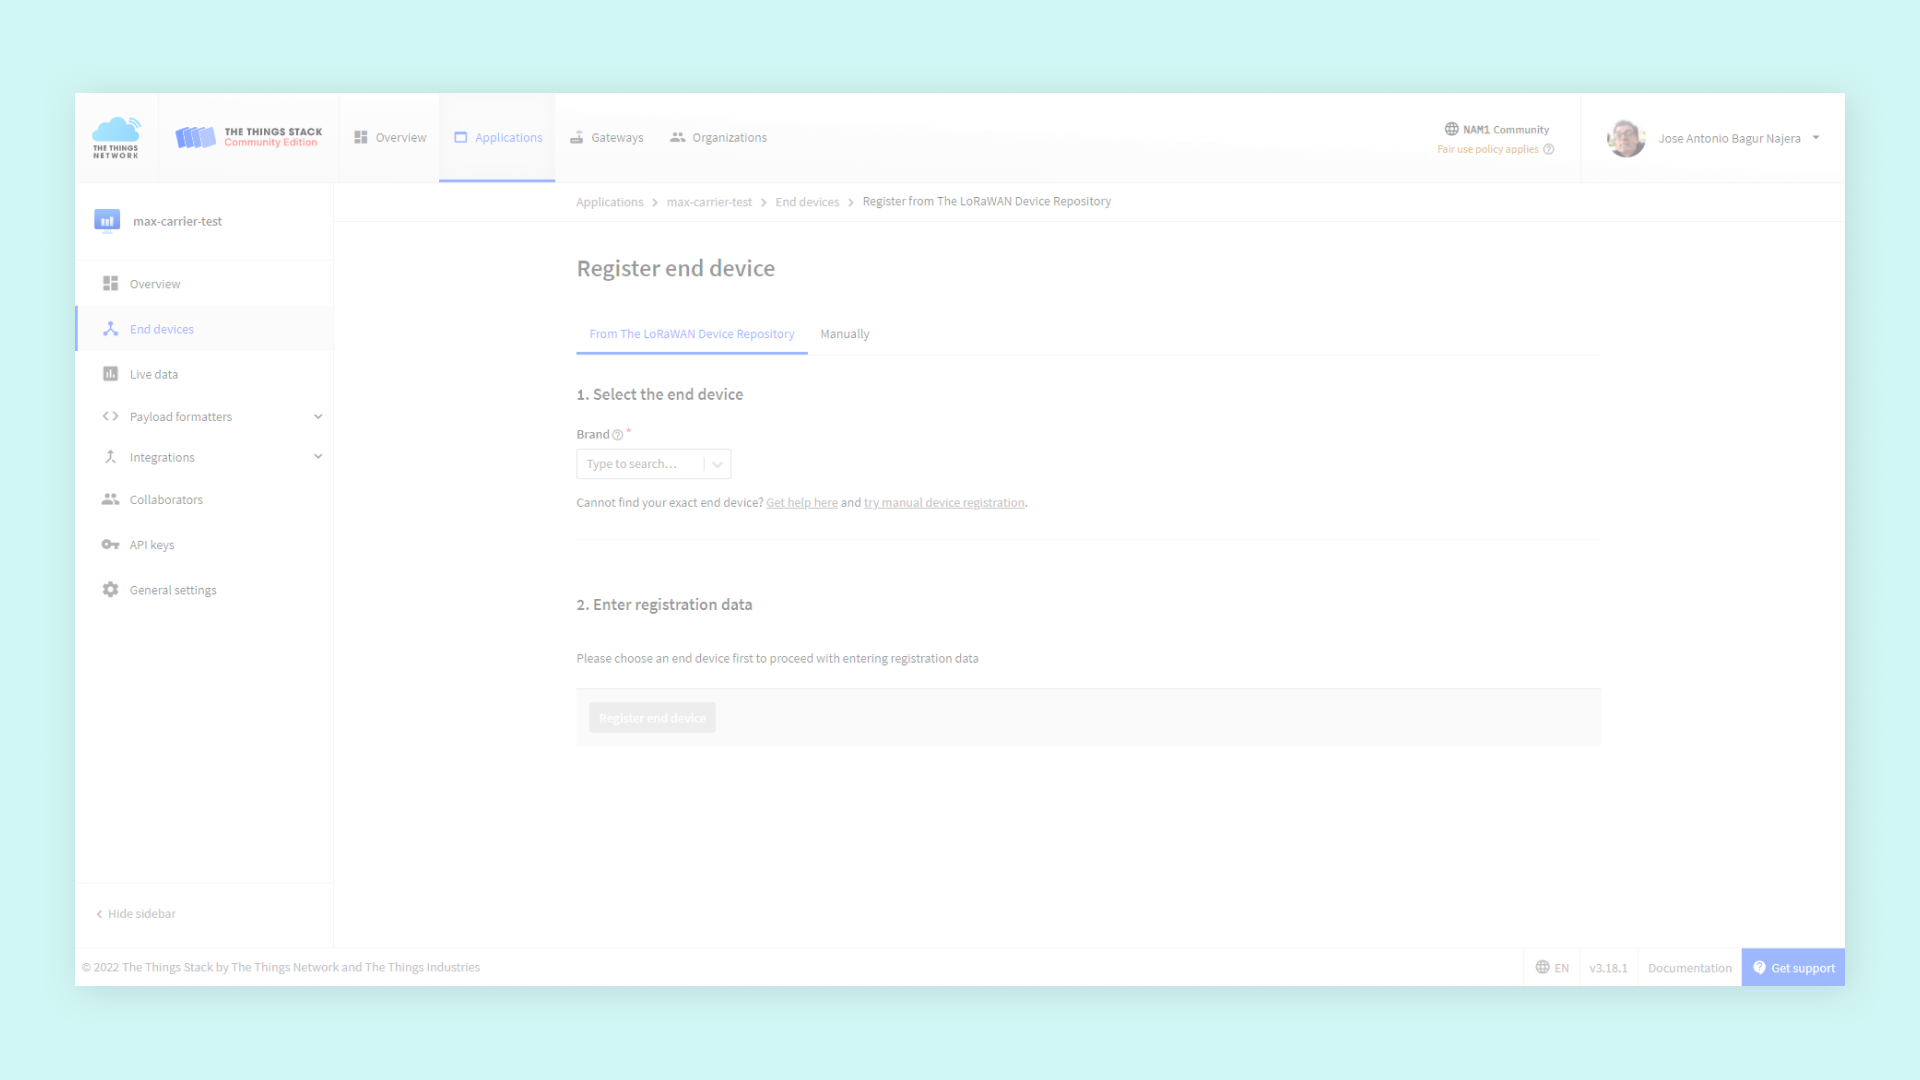 THE THINGS
NETWORK
THE THINGS STACK
Community Edition
Overview
Applications
Gateways
Organizations
NAM1 Community
Fair use policy applies
Jose Antonio Bagur Najera
max-carrier-test
Overview
End devices
Live data
Payload formatters
Integrations
Collaborators
API keys
General settings
Hide sidebar
Applications > max-carrier-test > End devices > Register from The LoRaWAN Device Repository
Register end device
From The LoRaWAN Device Repository
Manually
1. Select the end device
Brand *
Type to search...
Cannot find your exact end device? Get help here and try manual device registration.
2. Enter registration data
Please choose an end device first to proceed with entering registration data
Register end device
© 2022 The Things Stack by The Things Network and The Things Industries
EN
v3.18.1
Documentation
Get support